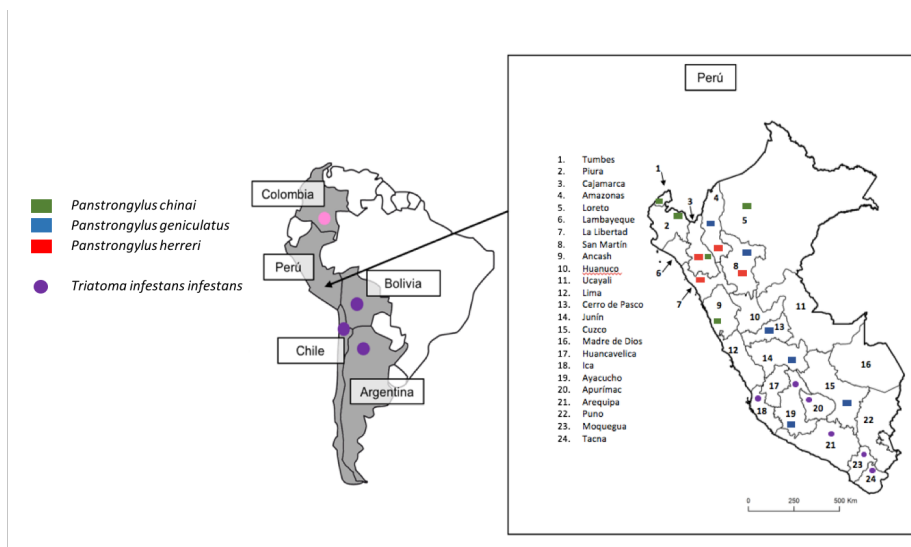 Perú
Panstrongylus chinai
Panstrongylus geniculatus
Panstrongylus herreri
Triatoma infestans infestans
Colombia
Perú
Bolivia
Chile
Argentina
1. Tumbes
2. Piura
3. Cajamarca
4. Amazonas
5. Loreto
6. Lambayeque
7. La Libertad
8. San Martín
9. Ancash
10. Huanuco
11. Ucayali
12. Lima
13. Cerro de Pasco
14. Junín
15. Cuzco
16. Madre de Dios
17. Huancavelica
18. Ica
19. Ayacucho
20. Apurímac
21. Arequipa
22. Puno
23. Moquegua
24. Tacna
1
3
4
2
5
6
8
7
9
10
11
13
12
14
16
17
15
18
19
20
22
21
23
24
0 250 500 Km